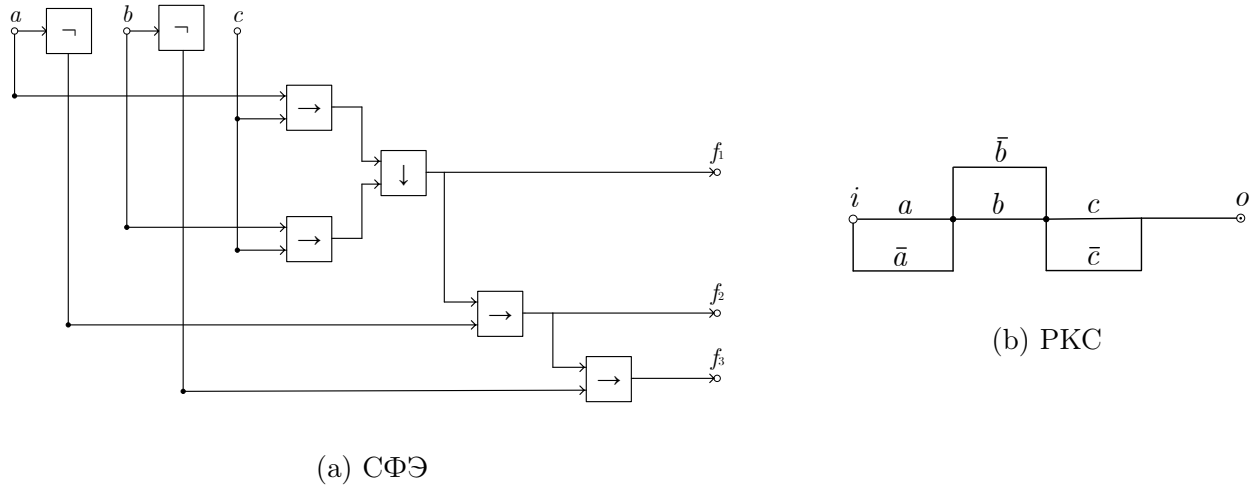 a b c
¬ ¬
→
↓
f₁
→
→
f₂
→
f₃
(a) СФЭ
b̄
i a b c o
ā c̄
(b) РКС